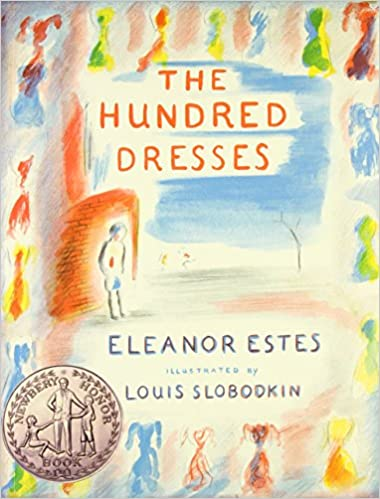 THE
HUNDRED
DRESSES
ELEANOR ESTES
ILLUSTRATED BY
LOUIS SLOBODKIN
NEWBERY HONOR
BOOK